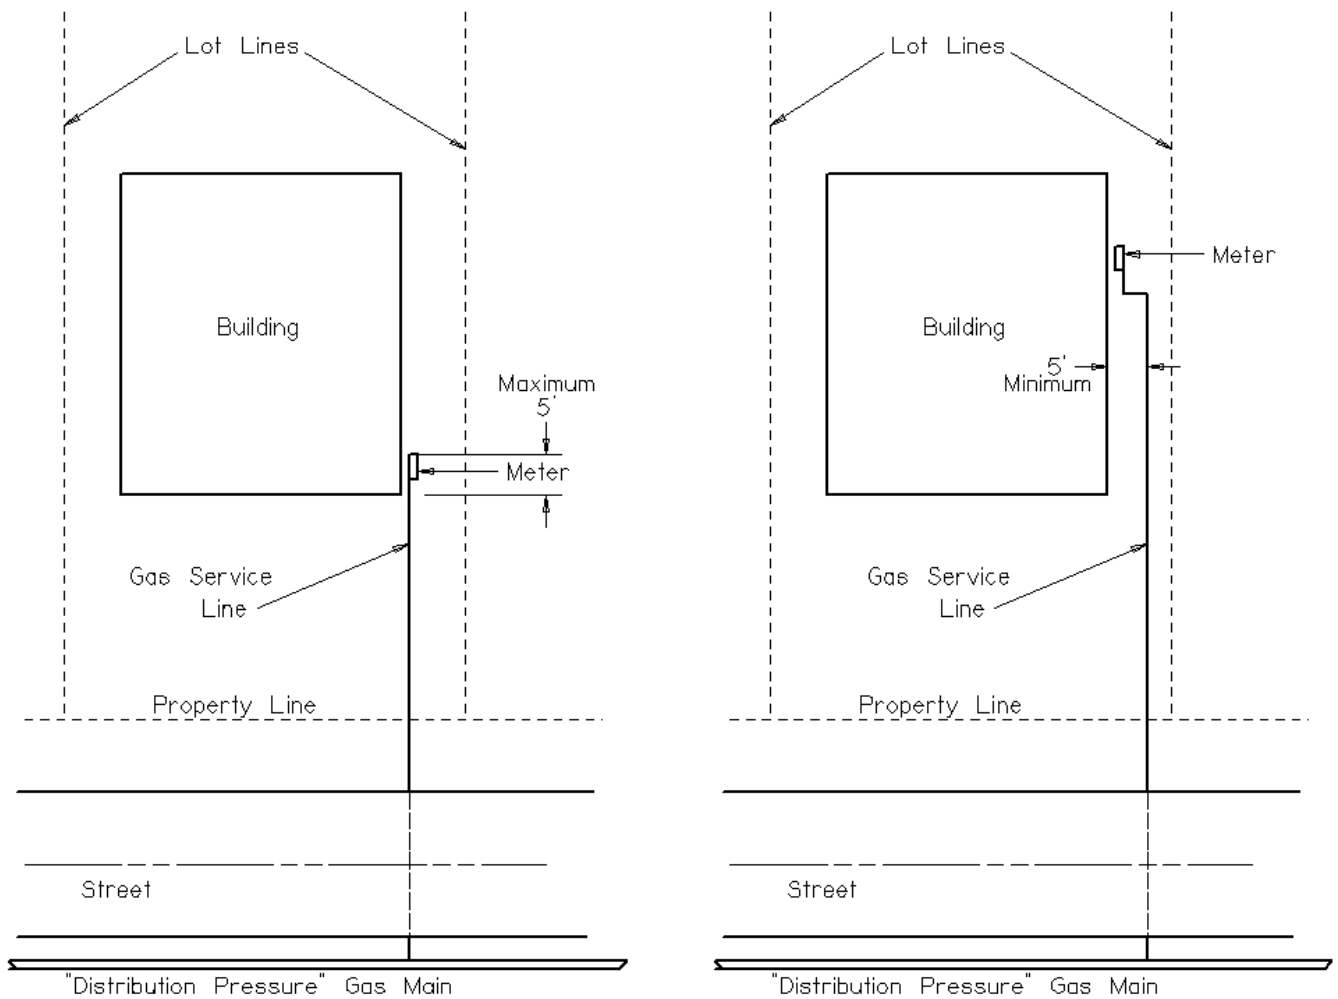 Lot Lines
Building
Maximum
5'
Meter
Gas Service
Line
Property Line
Street
"Distribution Pressure" Gas Main
Lot Lines
Meter
Building
5'
Minimum
Gas Service
Line
Property Line
Street
"Distribution Pressure" Gas Main